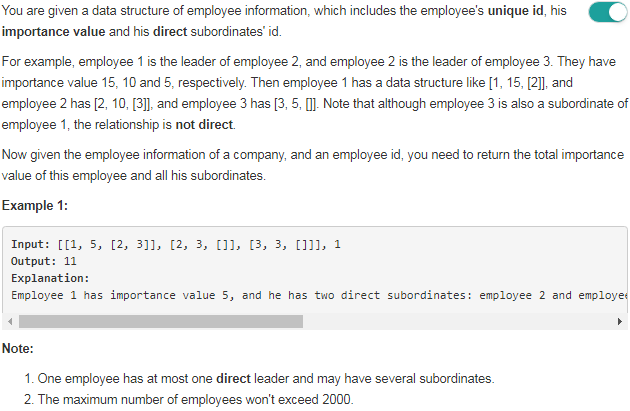 You are given a data structure of employee information, which includes the employee's unique id, his
importance value and his direct subordinates' id.
For example, employee 1 is the leader of employee 2, and employee 2 is the leader of employee 3. They have
importance value 15, 10 and 5, respectively. Then employee 1 has a data structure like [1, 15, [2]], and
employee 2 has [2, 10, [3]], and employee 3 has [3, 5, []]. Note that although employee 3 is also a subordinate of
employee 1, the relationship is not direct.
Now given the employee information of a company, and an employee id, you need to return the total importance
value of this employee and all his subordinates.
Example 1:
Input: [[1, 5, [2, 3]], [2, 3, []], [3, 3, []]], 1
Output: 11
Explanation:
Employee 1 has importance value 5, and he has two direct subordinates: employee 2 and employe
Note:
1. One employee has at most one direct leader and may have several subordinates.
2. The maximum number of employees won't exceed 2000.